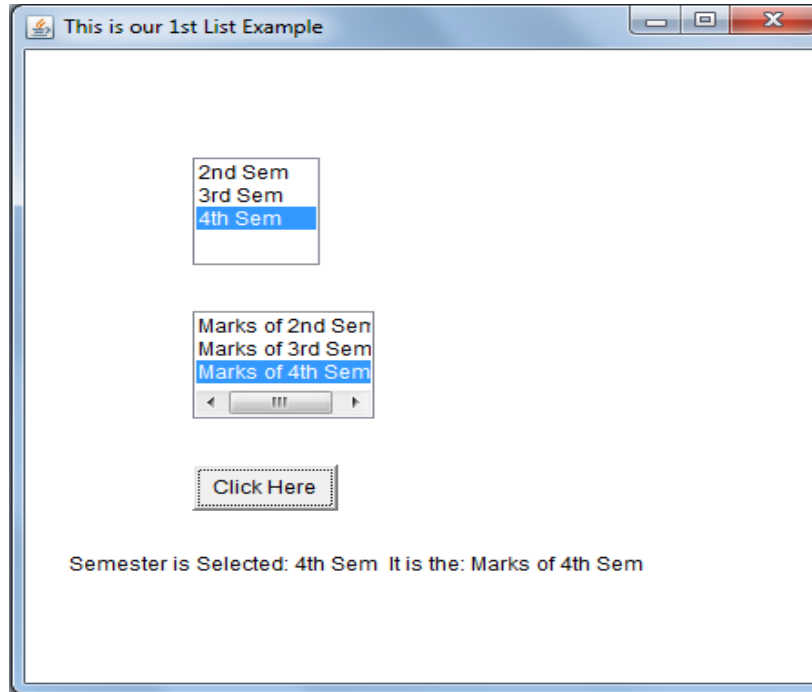 This is our 1st List Example
2nd Sem
3rd Sem
4th Sem
Marks of 2nd Sem
Marks of 3rd Sem
Marks of 4th Sem
Click Here
Semester is Selected: 4th Sem It is the: Marks of 4th Sem